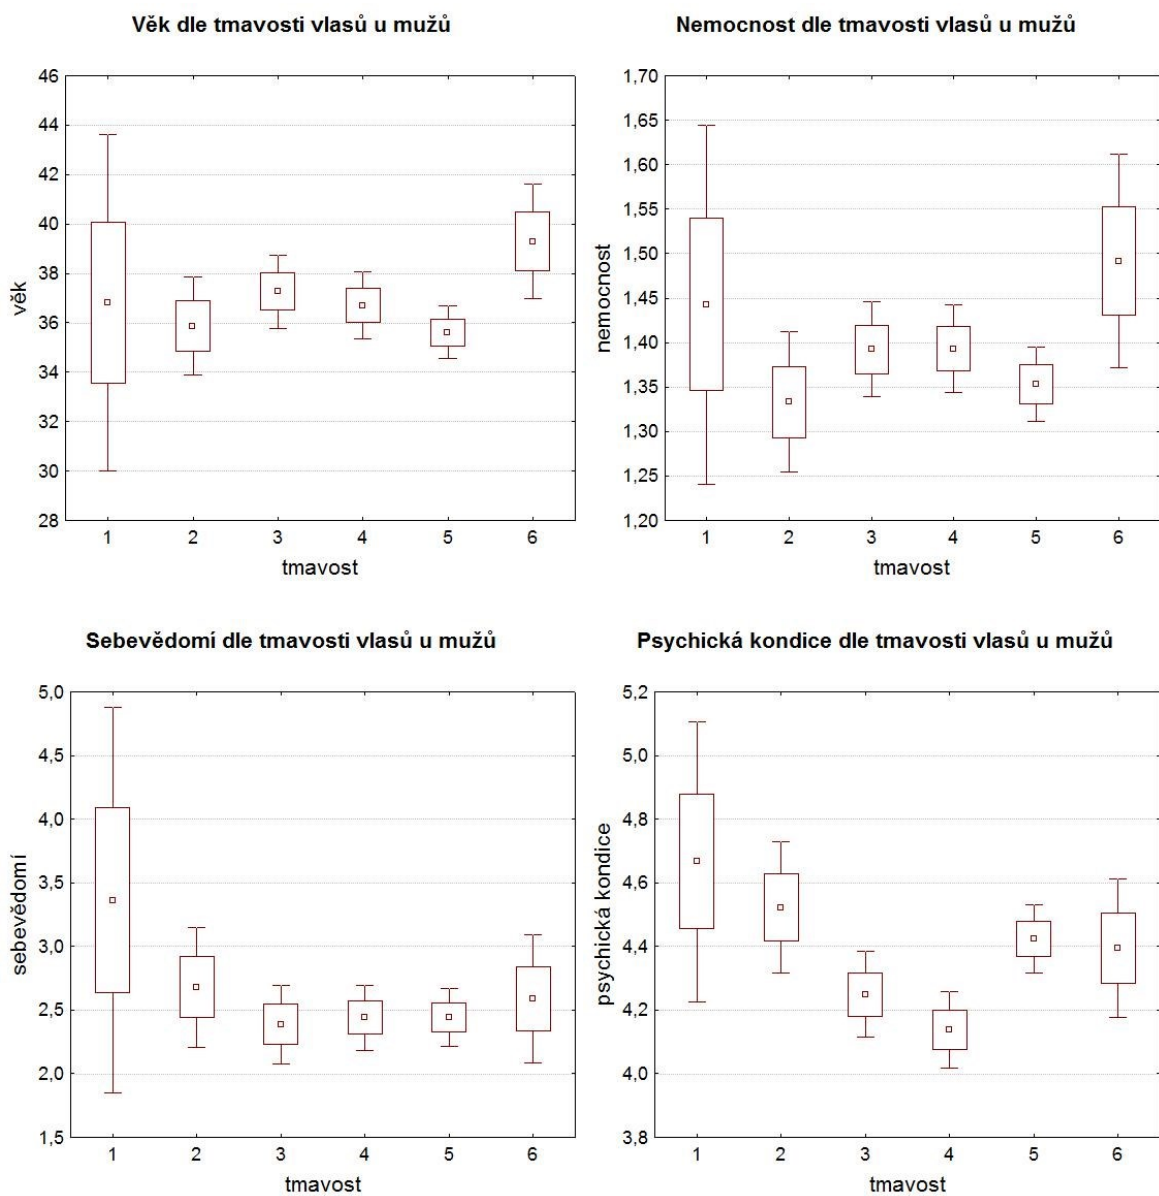 Věk dle tmavosti vlasů u mužů
46
44
42
40
38
36
34
32
30
28
věk
1 2 3 4 5 6
tmavost
Nemocnost dle tmavosti vlasů u mužů
1,70
1,65
1,60
1,55
1,50
1,45
1,40
1,35
1,30
1,25
1,20
nemocnost
1 2 3 4 5 6
tmavost
Sebevědomí dle tmavosti vlasů u mužů
5,0
4,5
4,0
3,5
3,0
2,5
2,0
1,5
sebevědomí
1 2 3 4 5 6
tmavost
Psychická kondice dle tmavosti vlasů u mužů
5,2
5,0
4,8
4,6
4,4
4,2
4,0
3,8
psychická kondice
1 2 3 4 5 6
tmavost